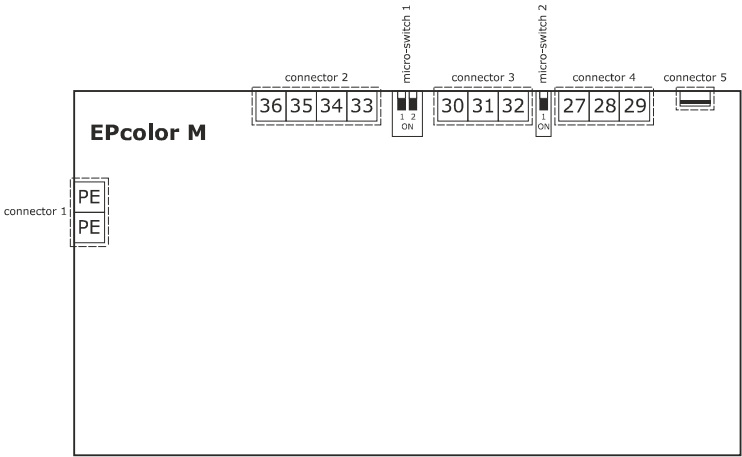 micro-switch 1
micro-switch 2
connector 2
connector 3
connector 4
connector 5
36 35 34 33
30 31 32
27 28 29
1 2
ON
1
ON
EPcolor M
connector 1
PE
PE